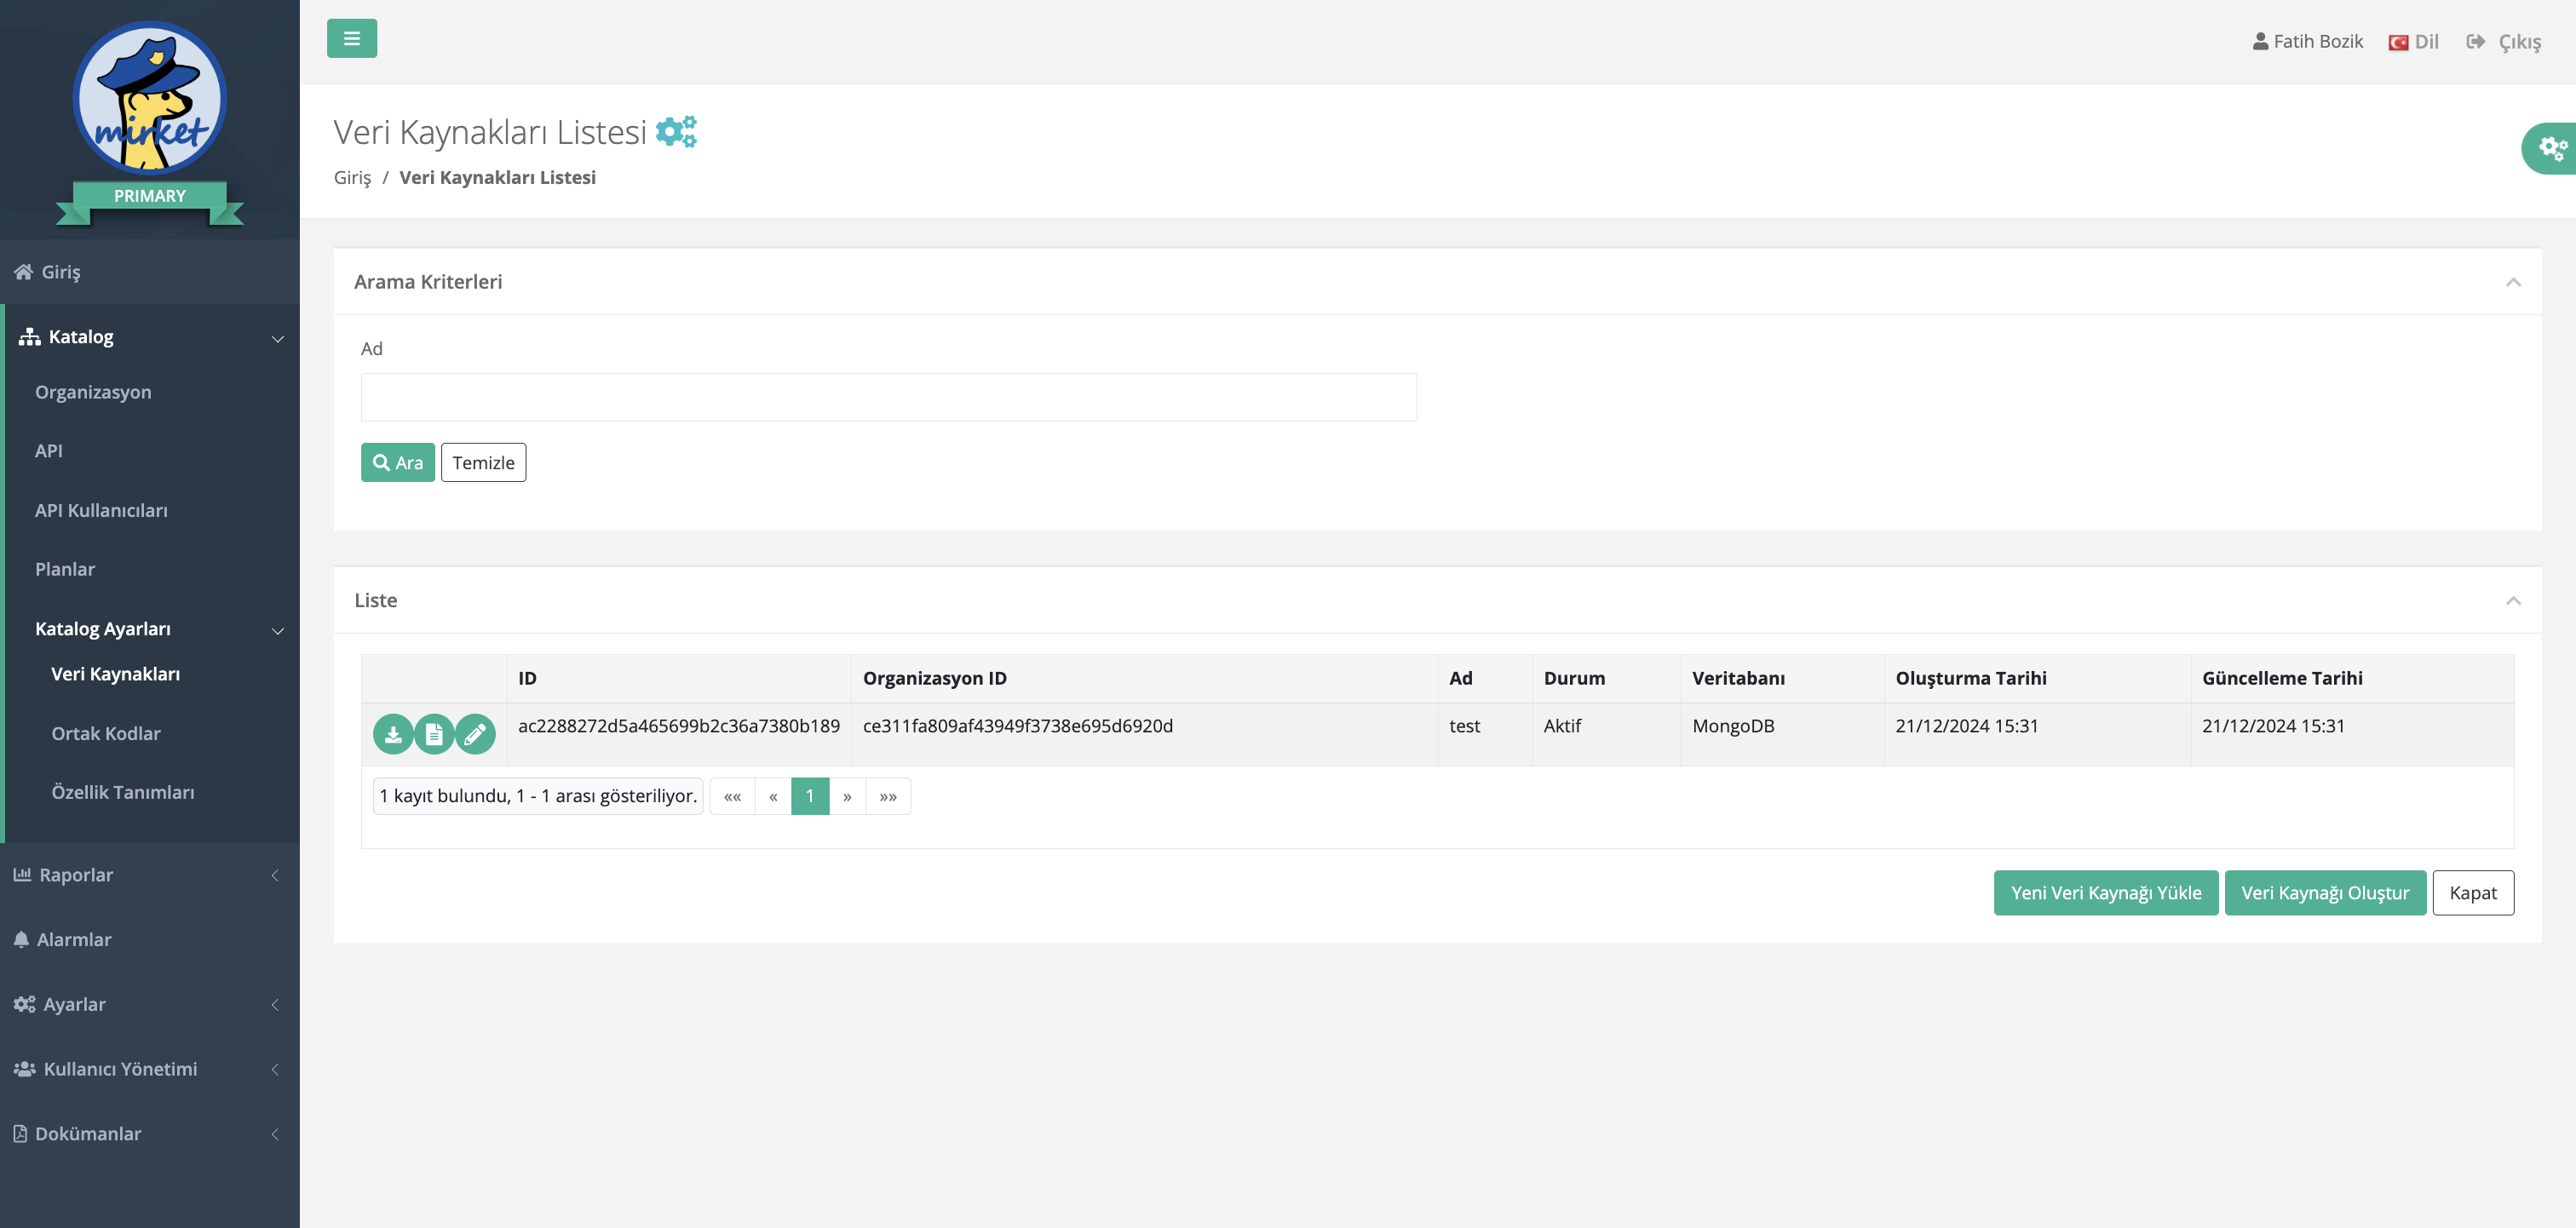 mirket
PRIMARY
Giriş
Katalog
Organizasyon
API
API Kullanıcıları
Planlar
Katalog Ayarları
Veri Kaynakları
Ortak Kodlar
Özellik Tanımları
Raporlar
Alarmlar
Ayarlar
Kullanıcı Yönetimi
Dokümanlar
Fatih Bozik Dil Çıkış
Veri Kaynakları Listesi
Giriş / Veri Kaynakları Listesi
Arama Kriterleri
Ad
Ara Temizle
Liste
ID Organizasyon ID Ad Durum Veritabanı Oluşturma Tarihi Güncelleme Tarihi
ac2288272d5a465699b2c36a7380b189 ce311fa809af43949f3738e695d6920d test Aktif MongoDB 21/12/2024 15:31 21/12/2024 15:31
1 kayıt bulundu, 1 - 1 arası gösteriliyor. «« « 1 » »»
Yeni Veri Kaynağı Yükle Veri Kaynağı Oluştur Kapat